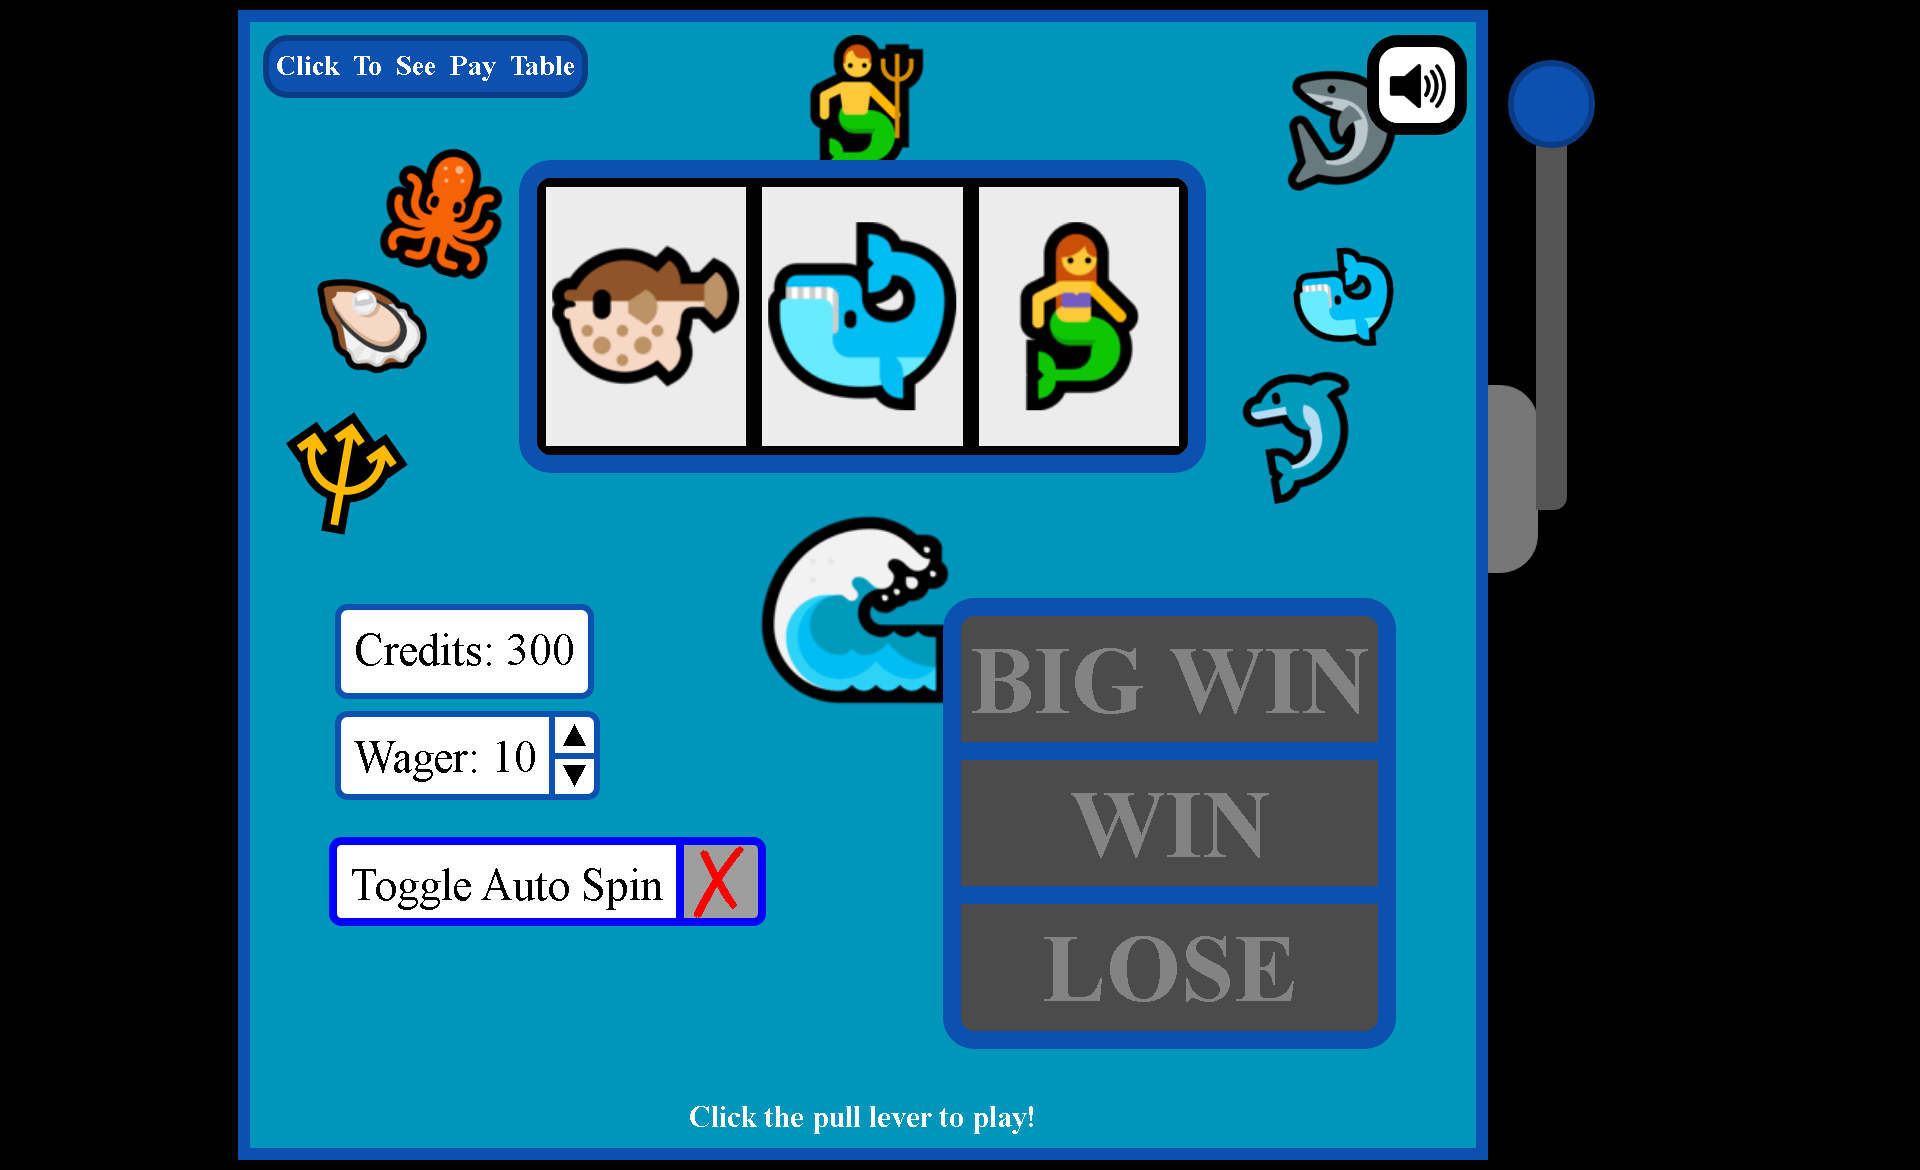 Click To See Pay Table
Credits: 300
Wager: 10
Toggle Auto Spin
BIG WIN
WIN
LOSE
Click the pull lever to play!